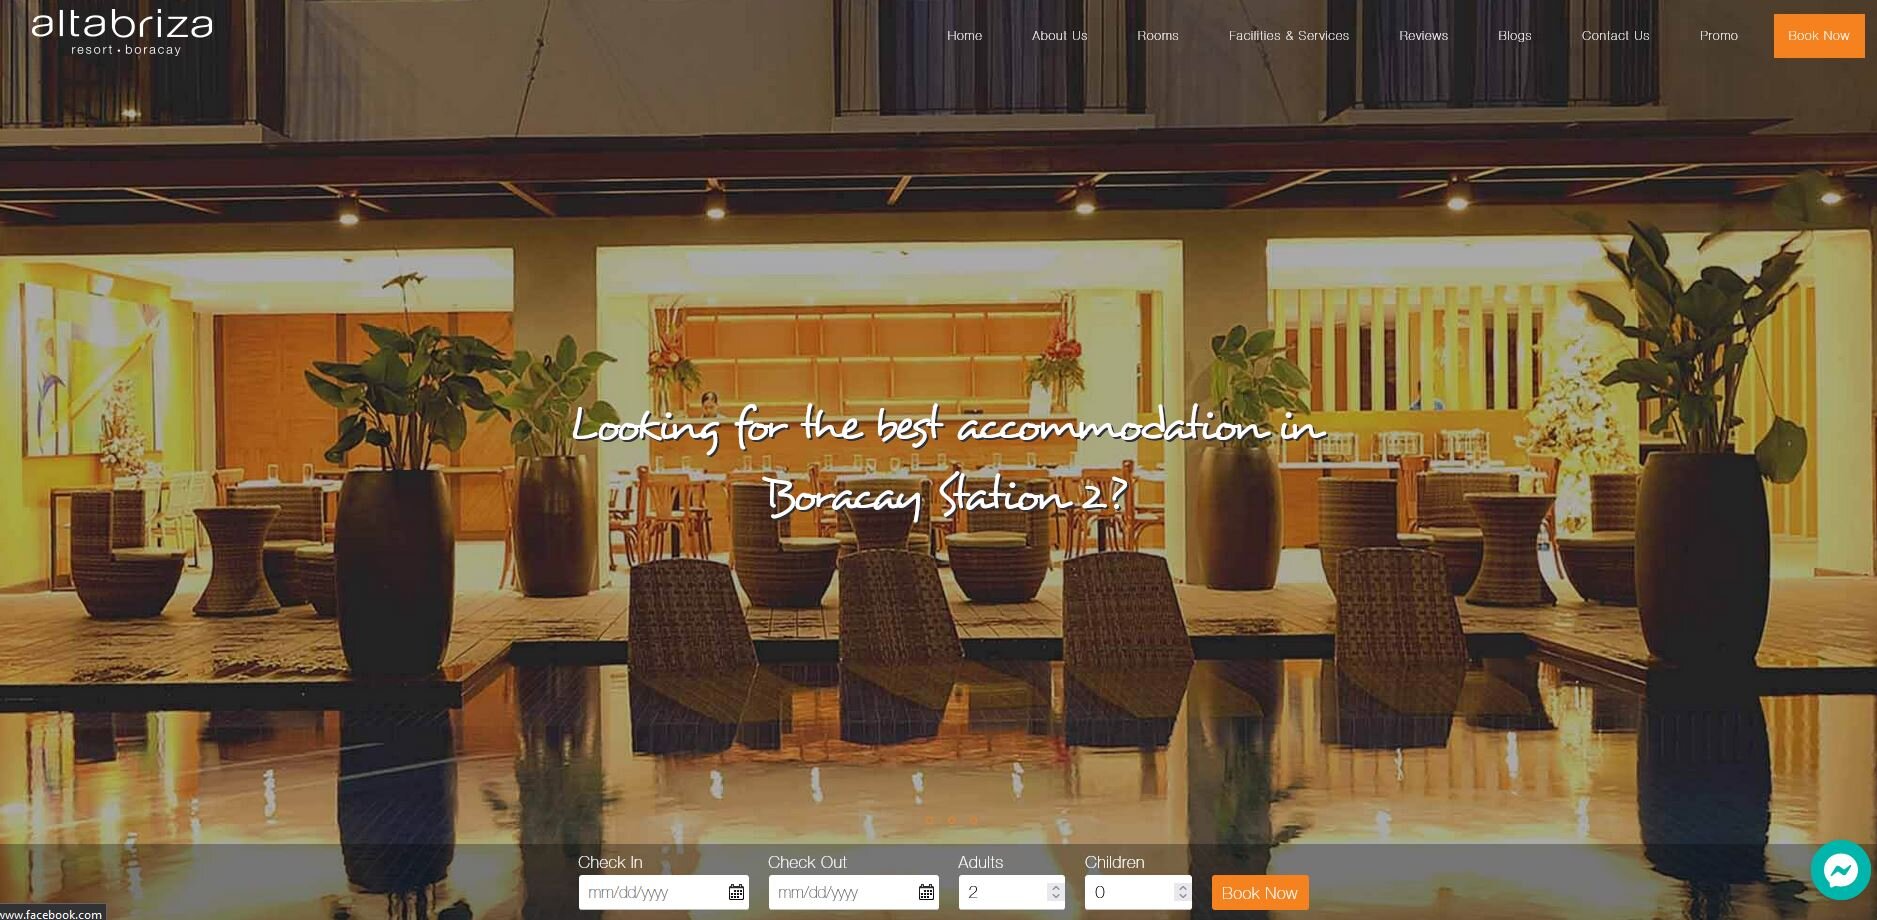 altabriza
resort • boracay
Home About Us Rooms Facilities & Services Reviews Blogs Contact Us Promo Book Now
Looking for the best accommodation in
Boracay Station 2?
Check In Check Out Adults Children
mm/dd/yyyy mm/dd/yyyy 2 0 Book Now
www.facebook.com